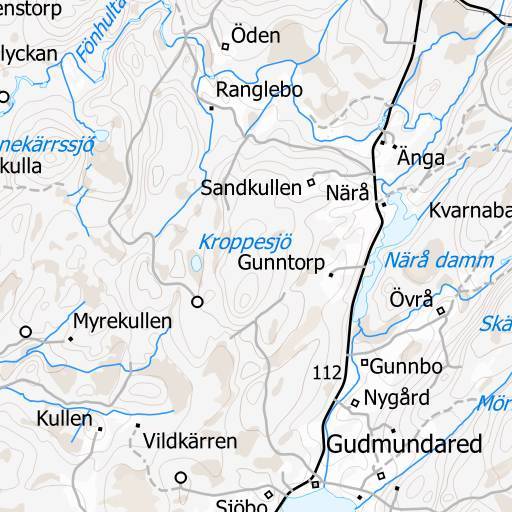 enstorp
Fönhulta
Öden
lyckan
Ranglebo
nekärrssjö
kulla
Änga
Sandkullen
Närå
Kvarnaba
Kroppesjö
Gunntorp
Närå damm
Övrå
Myrekullen
Skä
Gunnbo
112
Nygård
Mör
Kullen
Vildkärren
Gudmundared
Sjöbo